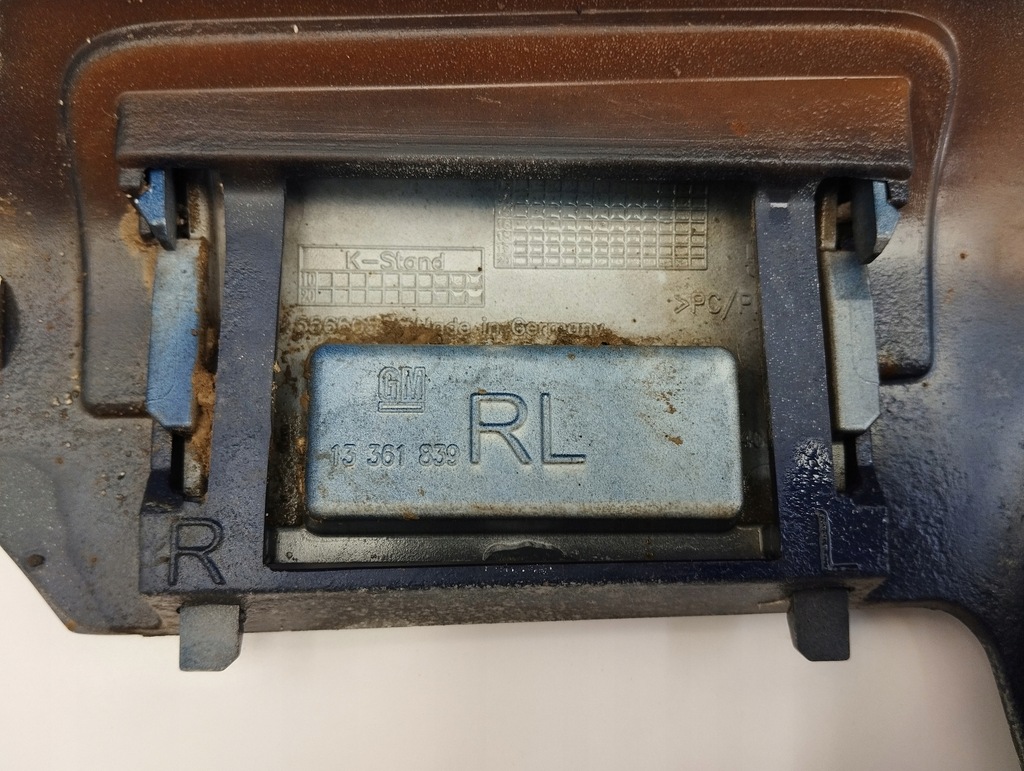 K-Stand
>PC/P
Made in Germany
GM
13 361 839
RL
R
L